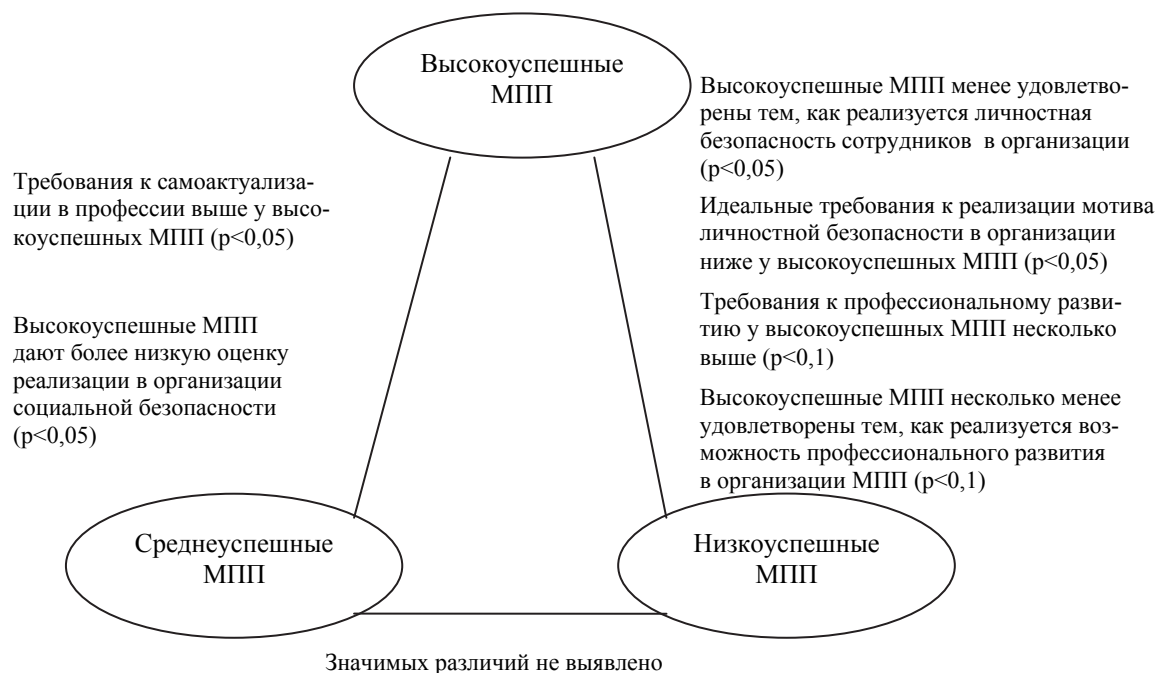 Высокоуспешные
МПП
Высокоуспешные МПП менее удовлетво-
рены тем, как реализуется личностная
безопасность сотрудников в организации
(p<0,05)
Идеальные требования к реализации мотива
личностной безопасности в организации
ниже у высокоуспешных МПП (p<0,05)
Требования к профессиональному разви-
тию у высокоуспешных МПП несколько
выше (p<0,1)
Высокоуспешные МПП несколько менее
удовлетворены тем, как реализуется воз-
можность профессионального развития
в организации МПП (p<0,1)
Требования к самоактуализа-
ции в профессии выше у высо-
коуспешных МПП (p<0,05)
Высокоуспешные МПП
дают более низкую оценку
реализации в организации
социальной безопасности
(p<0,05)
Среднеуспешные
МПП
Низкоуспешные
МПП
Значимых различий не выявлено